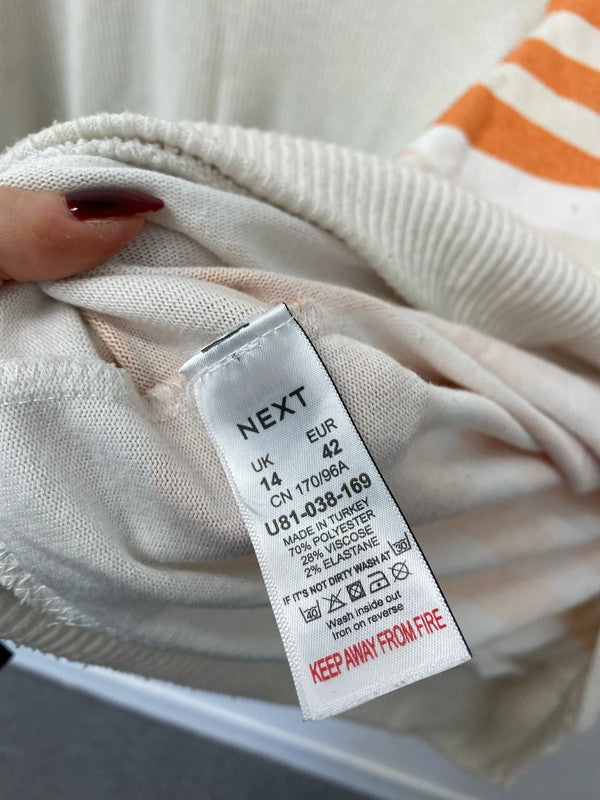 NEXT
UK EUR
14 42
CN 170/96A
U81-038-169
MADE IN TURKEY
70% POLYESTER
28% VISCOSE
2% ELASTANE
IF IT'S NOT DIRTY WASH AT 30
40
Wash inside out
Iron on reverse
KEEP AWAY FROM FIRE